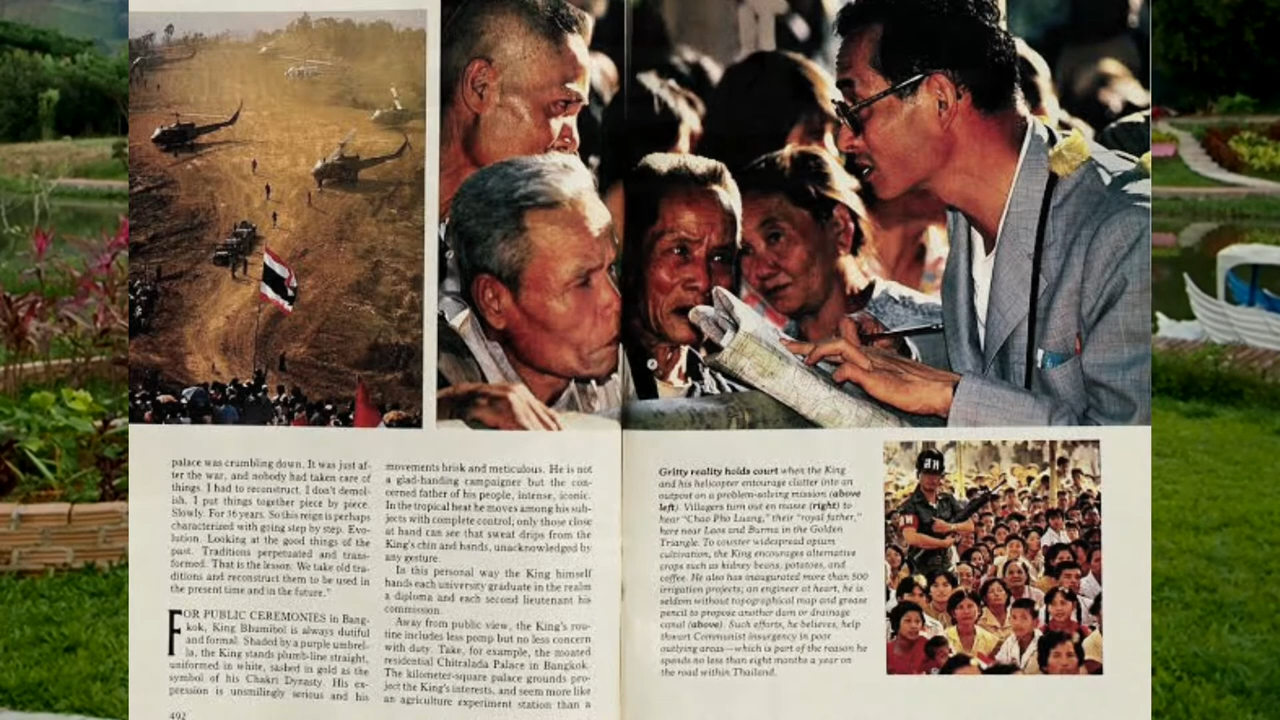 palace was crumbling down. It was just af-
ter the war, and nobody had taken care of
things. I had to reconstruct. I don't demol-
ish. I put things together piece by piece.
Slowly. For 36 years. So this reign is perhaps
characterized with going step by step. Evo-
lution. Looking at the good things of the
past. Traditions perpetuated and trans-
formed. That is the lesson. We take old tra-
ditions and reconstruct them to be used in
the present time and in the future."
FOR PUBLIC CEREMONIES in Bang-
kok, King Bhumibol is always dutiful
and formal. Shaded by a purple umbrel-
la, the King stands plumb-line straight,
uniformed in white, sashed in gold as the
symbol of his Chakri Dynasty. His ex-
pression is unsmilingly serious and his
492
movements brisk and meticulous. He is not
a glad-handing campaigner but the con-
cerned father of his people, intense, iconic.
In the tropical heat he moves among his sub-
jects with complete control; only those close
at hand can see that sweat drips from the
King's chin and hands, unacknowledged by
any gesture.
In this personal way the King himself
hands each university graduate in the realm
a diploma and each second lieutenant his
commission.
Away from public view, the King's rou-
tine includes less pomp but no less concern
with duty. Take, for example, the moated
residential Chitralada Palace in Bangkok.
The kilometer-square palace grounds pro-
ject the King's interests, and seem more like
an agriculture experiment station than a
Gritty reality holds court when the King
and his helicopter entourage clatter into an
outpost on a problem-solving mission (above
left). Villagers turn out en masse (right) to
hear "Chao Pho Luang," their "royal father,"
here near Laos and Burma in the Golden
Triangle. To counter widespread opium
cultivation, the King encourages alternative
crops such as kidney beans, potatoes, and
coffee. He also has inaugurated more than 500
irrigation projects; an engineer at heart, he is
seldom without topographical map and grease
pencil to propose another dam or drainage
canal (above). Such efforts, he believes, help
thwart Communist insurgency in poor
outlying areas—which is part of the reason he
spends no less than eight months a year on
the road within Thailand.